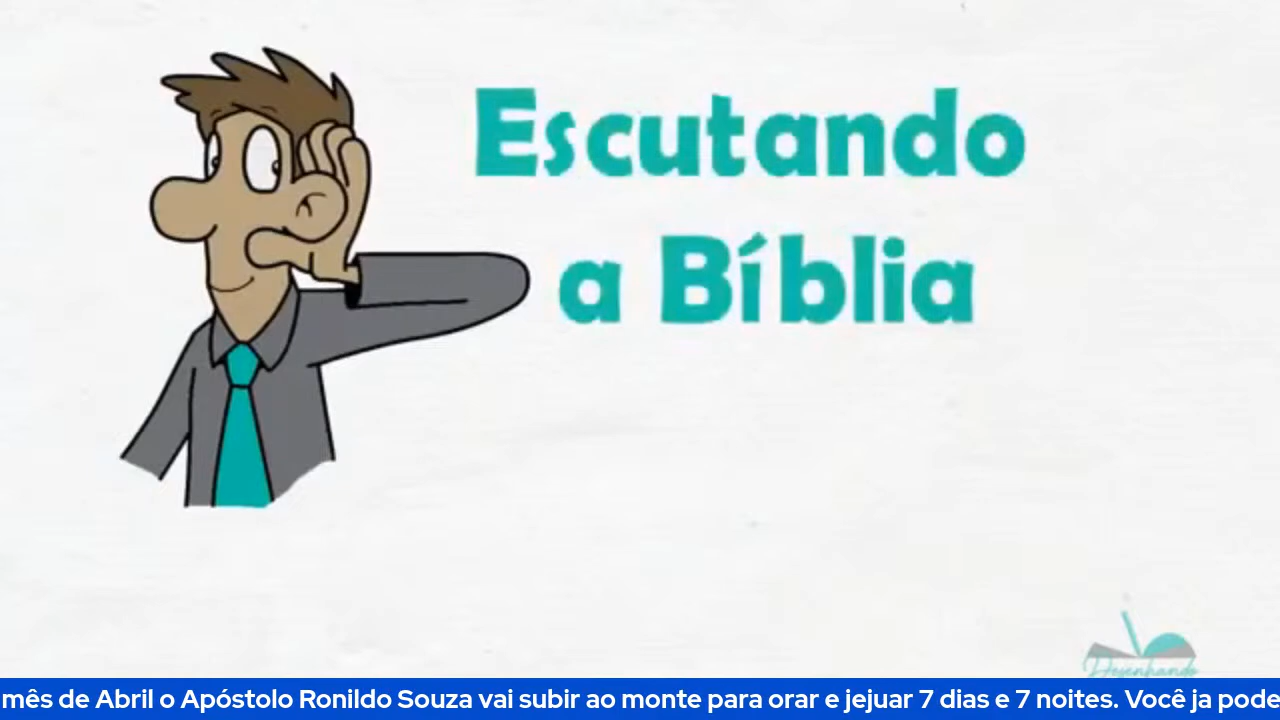 Escutando
a Bíblia
Desenhando
mês de Abril o Apóstolo Ronildo Souza vai subir ao monte para orar e jejuar 7 dias e 7 noites. Você ja pode